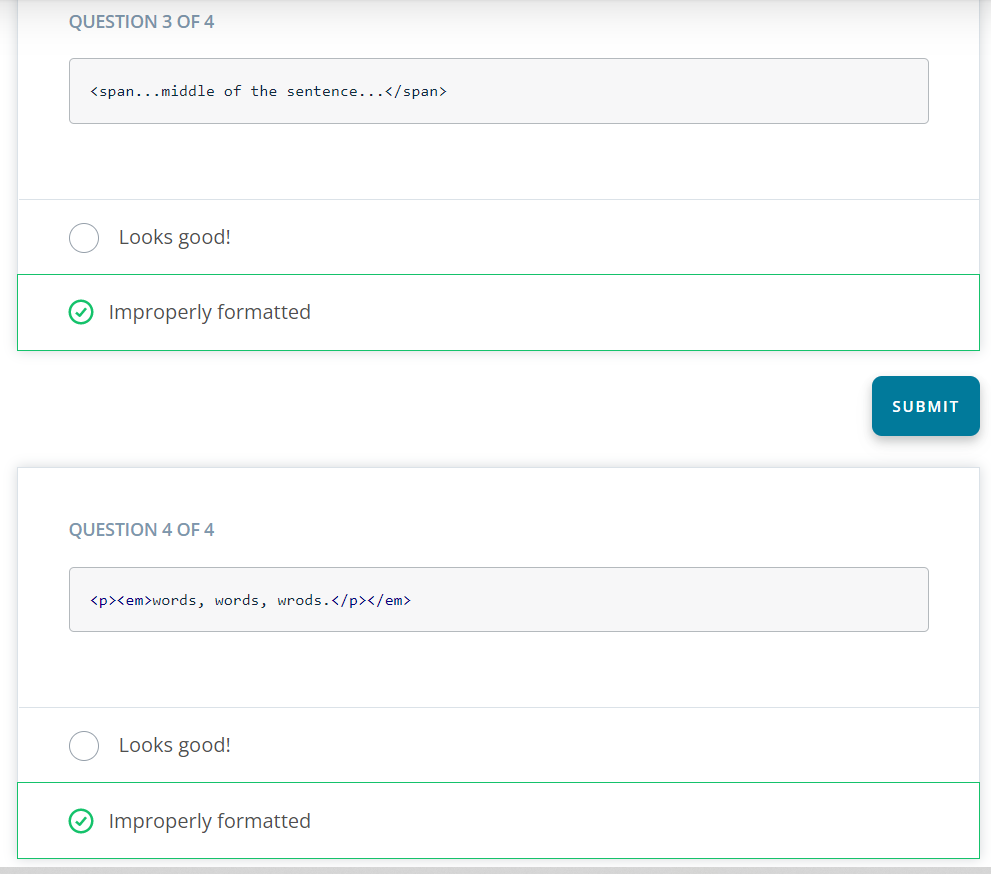 QUESTION 3 OF 4
<span...middle of the sentence...</span>
Looks good!
Improperly formatted
SUBMIT
QUESTION 4 OF 4
<p><em>words, words, wrods.</p></em>
Looks good!
Improperly formatted